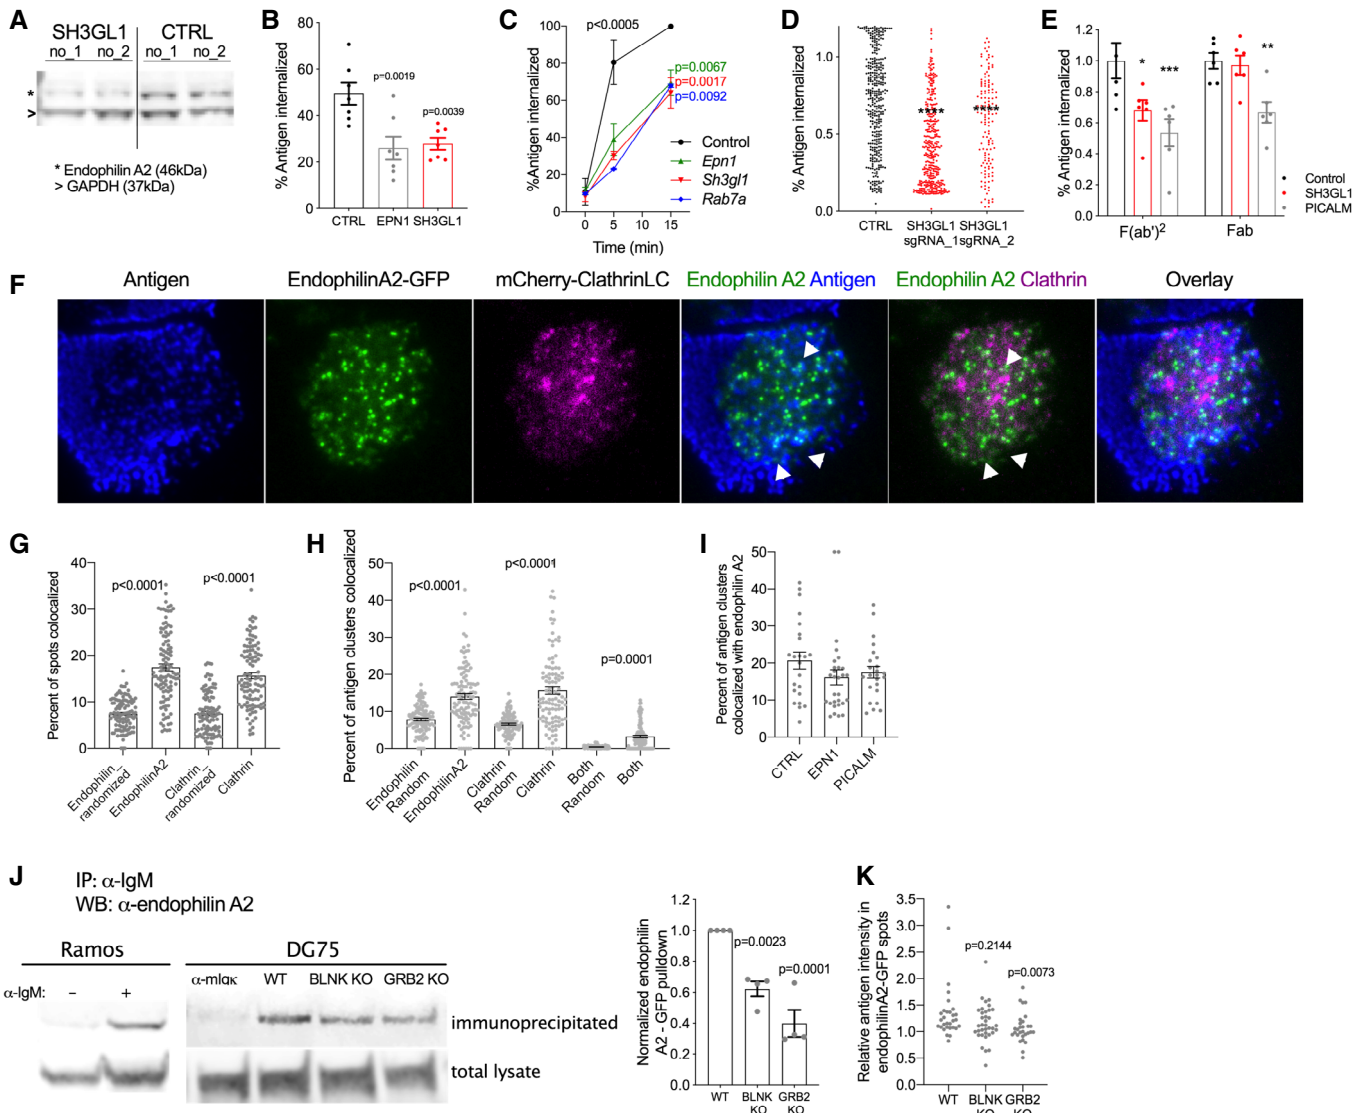 A
SH3GL1 CTRL
no_1 no_2 no_1 no_2
*
>
* Endophilin A2 (46kDa)
> GAPDH (37kDa)
B
% Antigen internalized
80
60
40
20
0
p=0.0019
p=0.0039
CTRL EPN1 SH3GL1
C
%Antigen internalized
100
80
60
40
20
0
p<0.0005
p=0.0067
p=0.0017
p=0.0092
Control
Epn1
Sh3gl1
Rab7a
0 5 15
Time (min)
D
% Antigen internalized
1.0
0.5
0.0
**** ****
CTRL SH3GL1 SH3GL1
sgRNA_1 sgRNA_2
E
% Antigen internalized
1.2
1.0
0.8
0.6
0.4
0.2
0.0
* *** **
F(ab')2 Fab
Control
SH3GL1
PICALM
F
Antigen EndophilinA2-GFP mCherry-ClathrinLC Endophilin A2 Antigen Endophilin A2 Clathrin Overlay
G
Percent of spots colocalized
40
30
20
10
0
p<0.0001 p<0.0001
Endophilin_
randomized
EndophilinA2
Clathrin_
randomized
Clathrin
H
Percent of antigen clusters colocalized
50
40
30
20
10
0
p<0.0001 p<0.0001
p=0.0001
Endophilin
Random
EndophilinA2
Clathrin
Random
Clathrin
Both
Random
Both
I
Percent of antigen clusters
colocalized with endophilin A2
50
40
30
20
10
0
CTRL
EPN1
PICALM
J
IP: α-IgM
WB: α-endophilin A2
Ramos DG75
α-IgM: – +
α-mIgκ WT BLNK KO GRB2 KO
immunoprecipitated
total lysate
Normalized endophilin
A2 - GFP pulldown
1.2
1.0
0.8
0.6
0.4
0.2
0.0
p=0.0023
p=0.0001
WT BLNK GRB2
KO KO
K
Relative antigen intensity in
endophilinA2-GFP spots
3.5
3.0
2.5
2.0
1.5
1.0
0.5
0.0
p=0.2144
p=0.0073
WT BLNK GRB2
KO KO